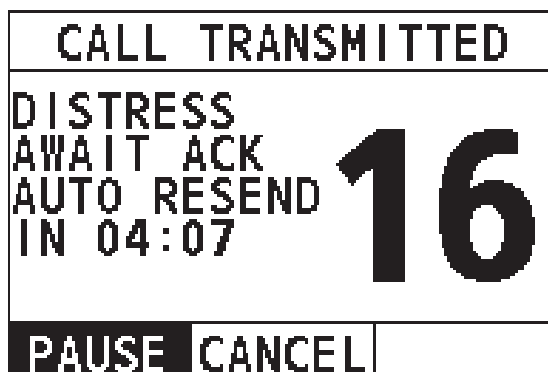 CALL TRANSMITTED
DISTRESS
AWAIT ACK
AUTO RESEND
IN 04:07
16
PAUSE CANCEL